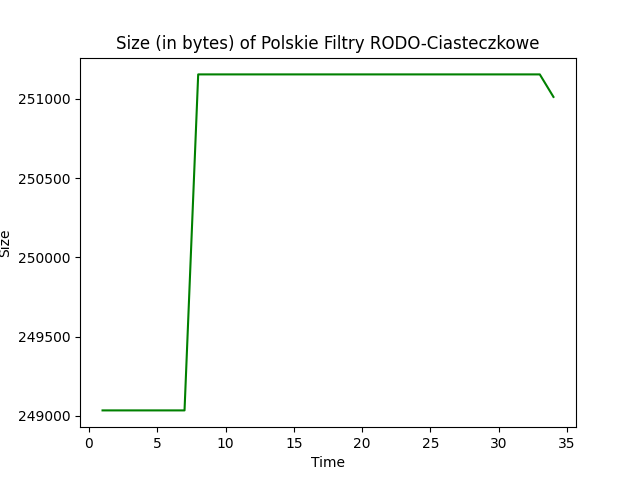 Size (in bytes) of Polskie Filtry RODO-Ciasteczkowe
251000
250500
250000
249500
249000
Size
0 5 10 15 20 25 30 35
Time